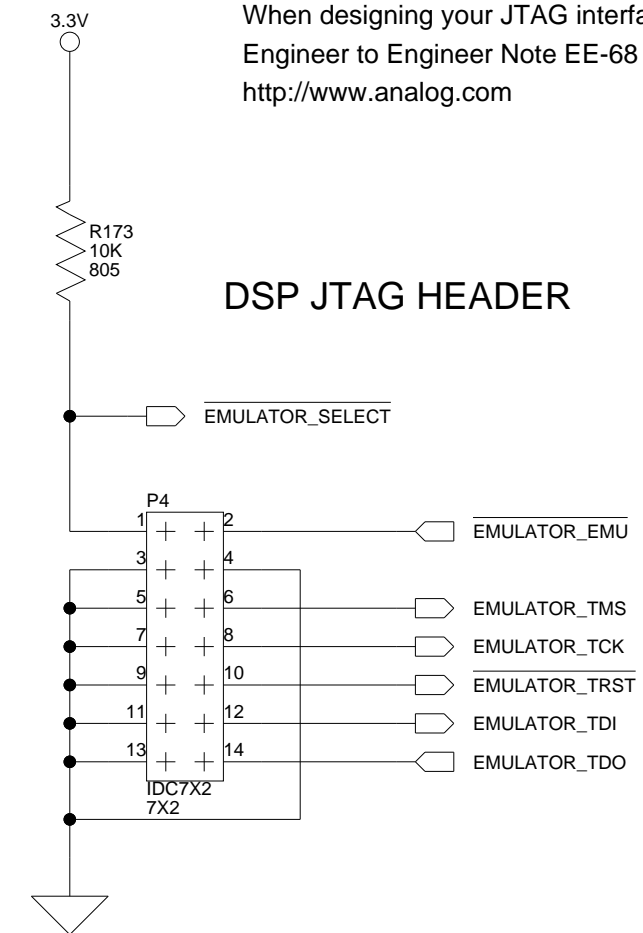 When designing your JTAG interfa
Engineer to Engineer Note EE-68
http://www.analog.com
3.3V
R173
10K
805
DSP JTAG HEADER
EMULATOR_SELECT
P4
1
2
EMULATOR_EMU
3
4
5
6
EMULATOR_TMS
7
8
EMULATOR_TCK
9
10
EMULATOR_TRST
11
12
EMULATOR_TDI
13
14
EMULATOR_TDO
IDC7X2
7X2